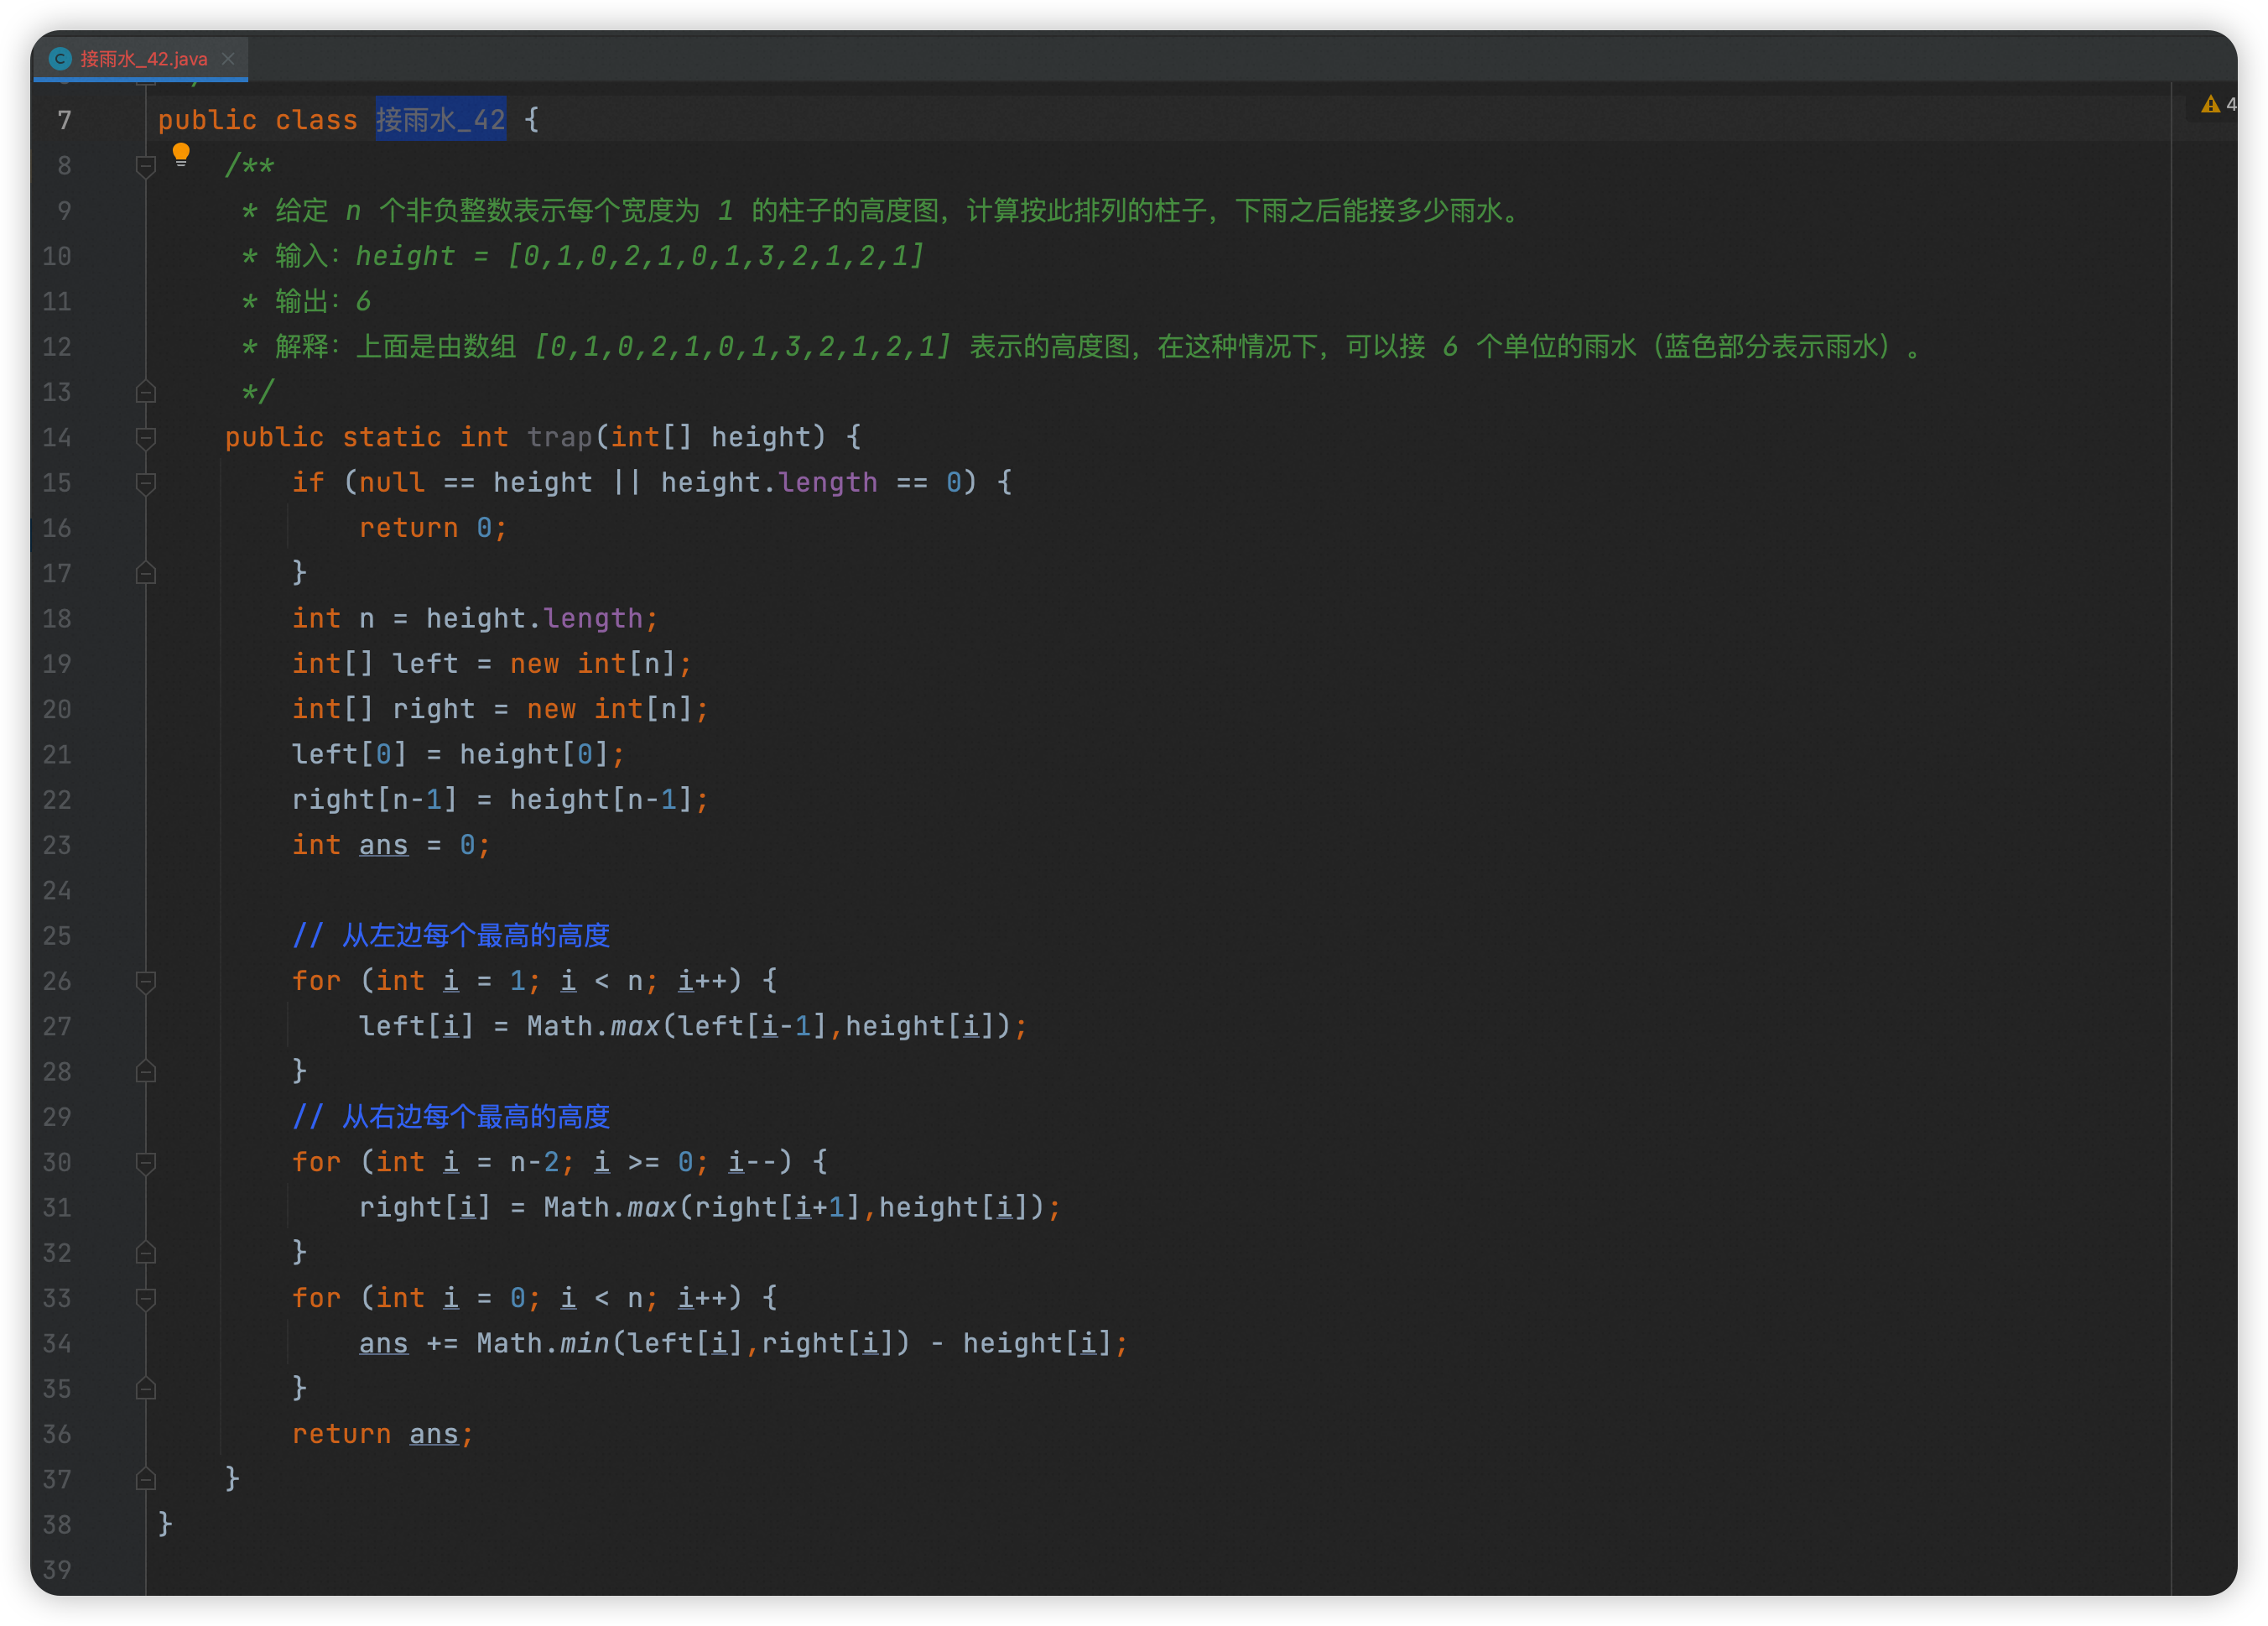 接雨水_42.java
4
7 public class 接雨水_42 {
8 /**
9 * 给定 n 个非负整数表示每个宽度为 1 的柱子的高度图，计算按此排列的柱子，下雨之后能接多少雨水。
10 * 输入：height = [0,1,0,2,1,0,1,3,2,1,2,1]
11 * 输出：6
12 * 解释：上面是由数组 [0,1,0,2,1,0,1,3,2,1,2,1] 表示的高度图，在这种情况下，可以接 6 个单位的雨水（蓝色部分表示雨水）。
13 */
14 public static int trap(int[] height) {
15 if (null == height || height.length == 0) {
16 return 0;
17 }
18 int n = height.length;
19 int[] left = new int[n];
20 int[] right = new int[n];
21 left[0] = height[0];
22 right[n-1] = height[n-1];
23 int ans = 0;
24
25 // 从左边每个最高的高度
26 for (int i = 1; i < n; i++) {
27 left[i] = Math.max(left[i-1],height[i]);
28 }
29 // 从右边每个最高的高度
30 for (int i = n-2; i >= 0; i--) {
31 right[i] = Math.max(right[i+1],height[i]);
32 }
33 for (int i = 0; i < n; i++) {
34 ans += Math.min(left[i],right[i]) - height[i];
35 }
36 return ans;
37 }
38 }
39